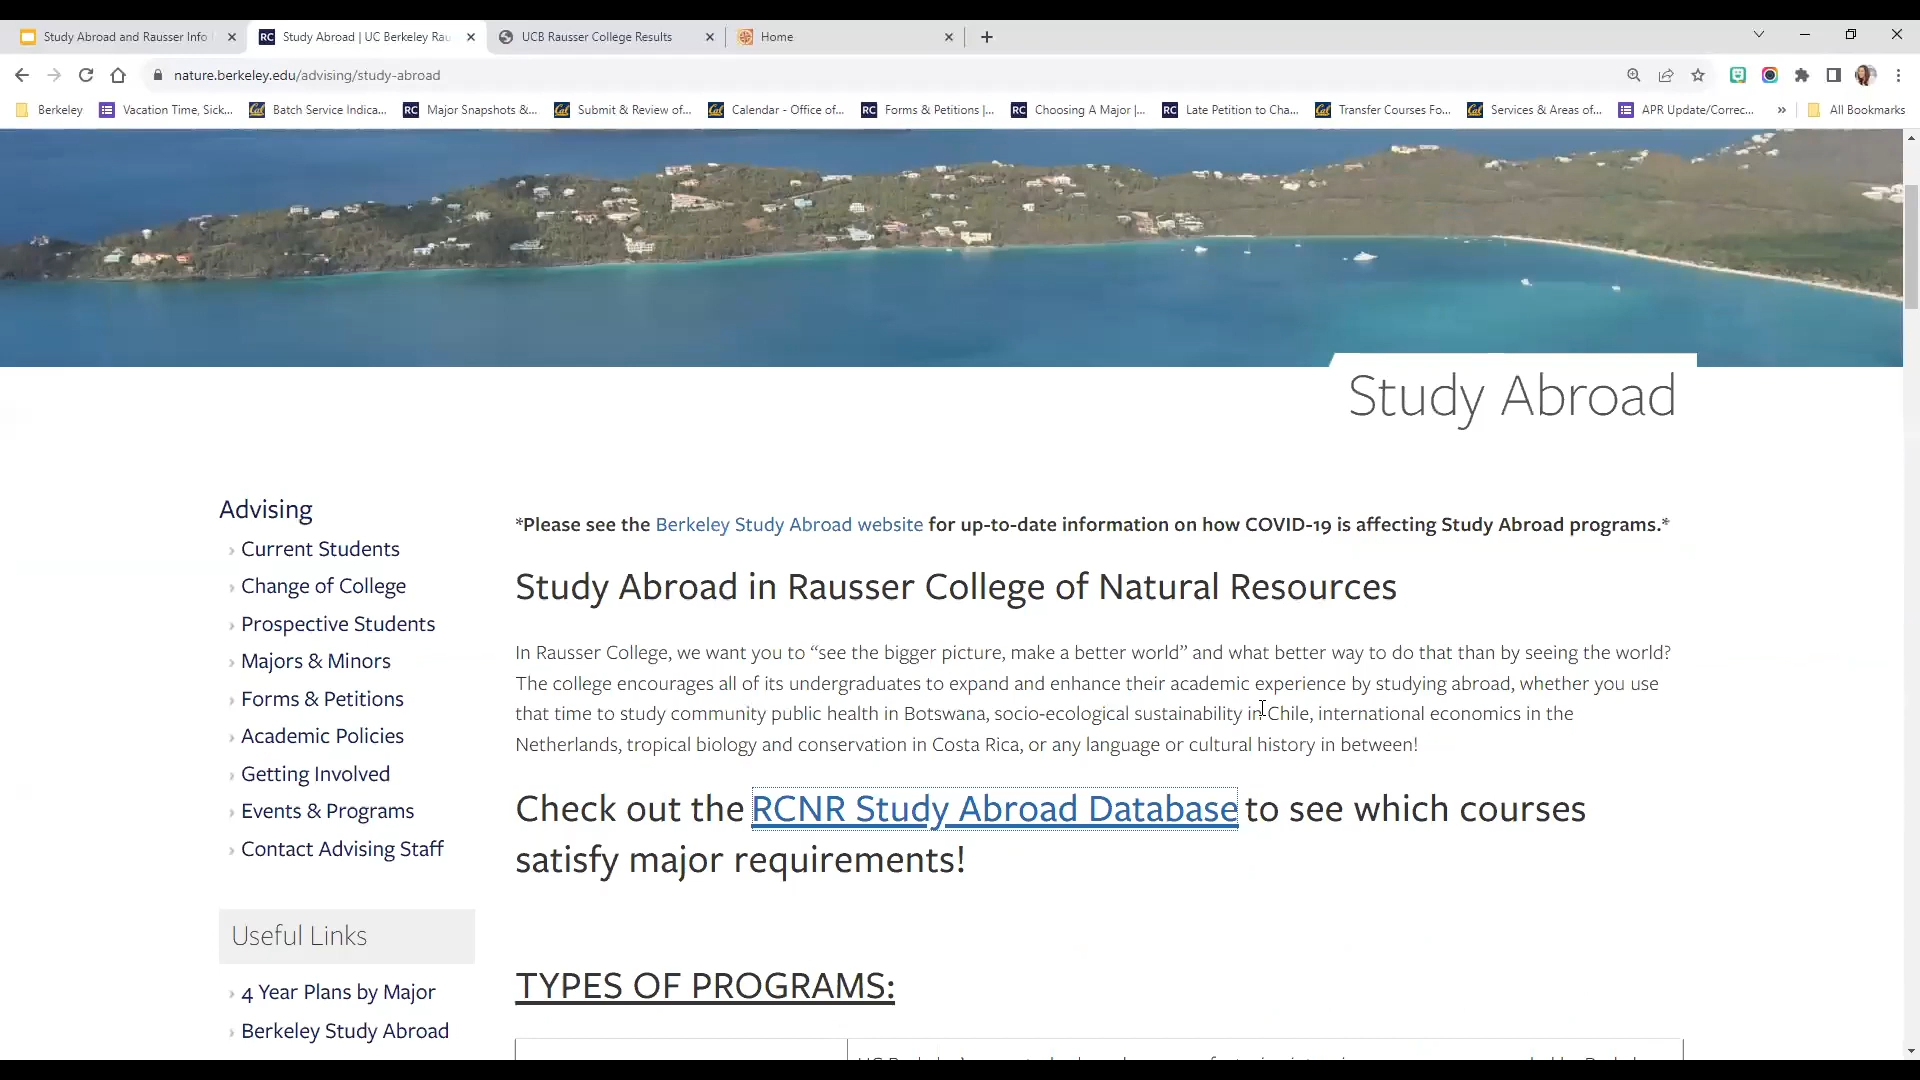 Study Abroad and Rausser Info
Study Abroad | UC Berkeley Rau
UCB Rausser College Results
Home
nature.berkeley.edu/advising/study-abroad
Berkeley
Vacation Time, Sick...
Batch Service Indica...
RC Major Snapshots &...
Submit & Review of...
Calendar - Office of...
RC Forms & Petitions |...
RC Choosing A Major |...
RC Late Petition to Cha...
Transfer Courses Fo...
Services & Areas of...
APR Update/Correc...
»
All Bookmarks
Study Abroad
Advising
Current Students
Change of College
Prospective Students
Majors & Minors
Forms & Petitions
Academic Policies
Getting Involved
Events & Programs
Contact Advising Staff
Useful Links
4 Year Plans by Major
Berkeley Study Abroad
*Please see the Berkeley Study Abroad website for up-to-date information on how COVID-19 is affecting Study Abroad programs.*
Study Abroad in Rausser College of Natural Resources
In Rausser College, we want you to “see the bigger picture, make a better world” and what better way to do that than by seeing the world?
The college encourages all of its undergraduates to expand and enhance their academic experience by studying abroad, whether you use
that time to study community public health in Botswana, socio-ecological sustainability in Chile, international economics in the
Netherlands, tropical biology and conservation in Costa Rica, or any language or cultural history in between!
Check out the RCNR Study Abroad Database to see which courses
satisfy major requirements!
TYPES OF PROGRAMS: